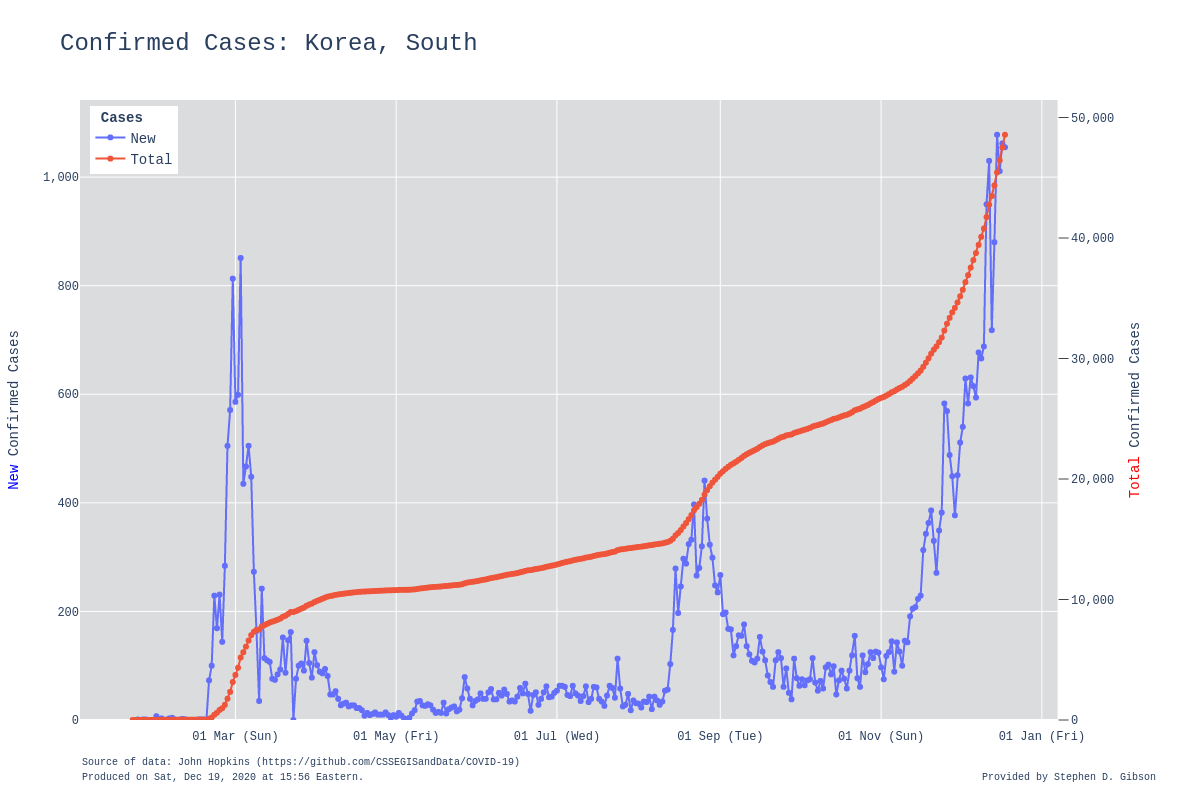 Confirmed Cases: Korea, South
Cases
New
Total
1,000
800
600
400
200
0
50,000
40,000
30,000
20,000
10,000
0
New Confirmed Cases
Total Confirmed Cases
01 Mar (Sun)
01 May (Fri)
01 Jul (Wed)
01 Sep (Tue)
01 Nov (Sun)
01 Jan (Fri)
Source of data: John Hopkins (https://github.com/CSSEGISandData/COVID-19)
Produced on Sat, Dec 19, 2020 at 15:56 Eastern.
Provided by Stephen D. Gibson